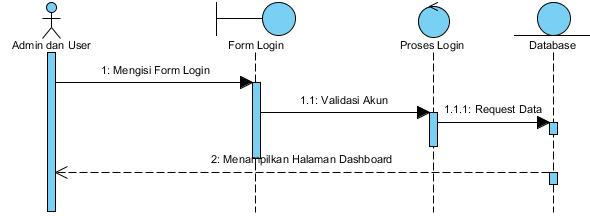 Admin dan User
Form Login
Proses Login
Database
1: Mengisi Form Login
1.1: Validasi Akun
1.1.1: Request Data
2: Menampilkan Halaman Dashboard